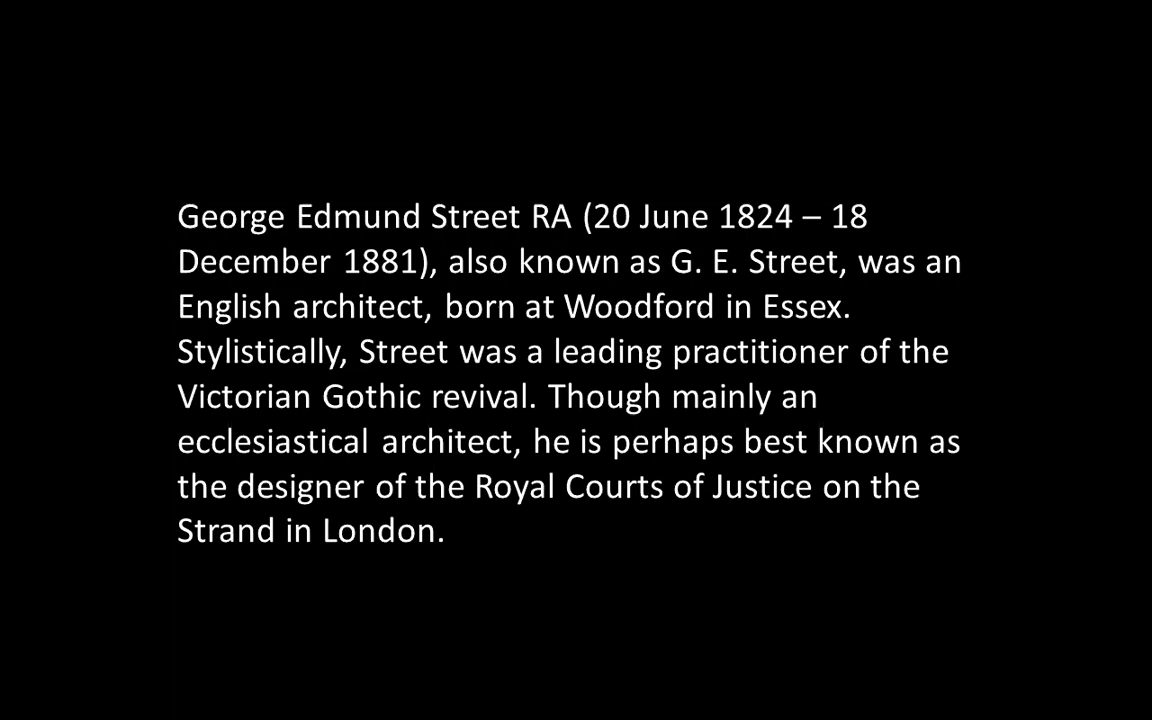 George Edmund Street RA (20 June 1824 – 18
December 1881), also known as G. E. Street, was an
English architect, born at Woodford in Essex.
Stylistically, Street was a leading practitioner of the
Victorian Gothic revival. Though mainly an
ecclesiastical architect, he is perhaps best known as
the designer of the Royal Courts of Justice on the
Strand in London.